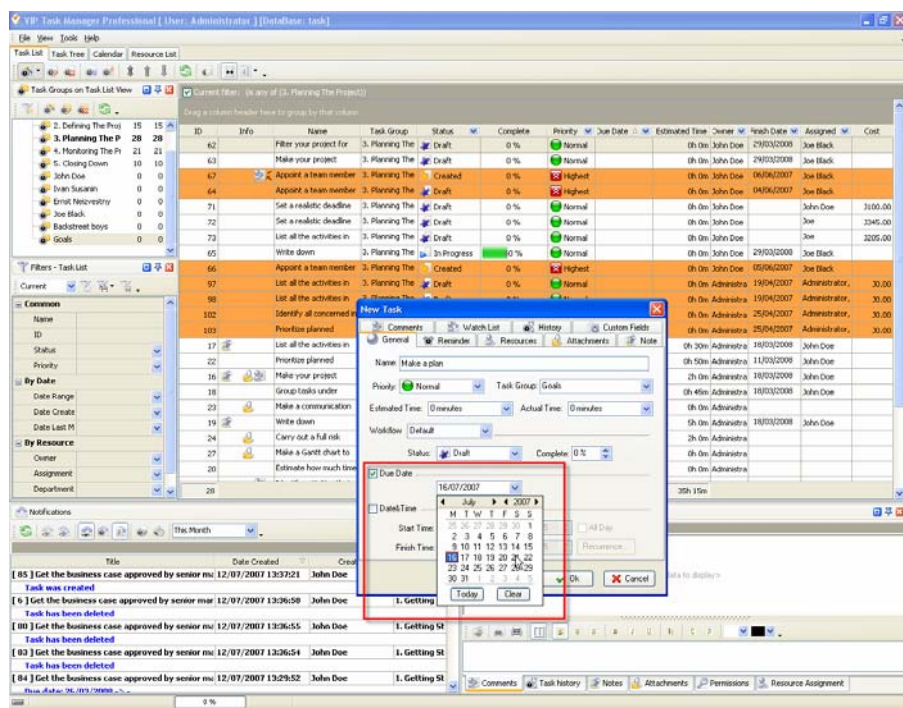 VIP Task Manager Professional [ User: Administrator ] [DataBase: task]
File View Tools Help
Task List Task Tree Calendar Resource List
Task Groups on Task List View
Current filter: (is any of (3. Planning The Project))
Drag a column header here to group by that column
2. Defining The Proj 15 15
3. Planning The P 28 28
4. Monitoring The Pr 21 21
5. Closing Down 10 10
John Doe 0 0
Ivan Susanin 0 0
Ernst Neizvestny 0 0
Joe Black 0 0
Backstreet boys 0 0
Goals 0 0
Filters - Task List
Current
Common
Name
ID
Status
Priority
By Date
Date Range
Date Create
Date Last M
By Resource
Owner
Assignment
Department
ID Info Name Task Group Status Complete Priority Due Date Estimated Time Owner Finish Date Assigned Cost
62 Filter your project for 3. Planning The Draft 0 % Normal 0h 0m John Doe 29/03/2008 Joe Black
63 Make your project 3. Planning The Draft 0 % Normal 0h 0m John Doe 29/03/2008 Joe Black
67 Appoint a team member 3. Planning The Created 0 % Highest 0h 0m John Doe 06/06/2007 Joe Black
64 Appoint a team member 3. Planning The Draft 0 % Highest 0h 0m John Doe 04/06/2007 Joe Black
71 Set a realistic deadline 3. Planning The Draft 0 % Normal 0h 0m John Doe John Doe
72 Set a realistic deadline 3. Planning The Draft 0 % Normal 0h 0m John Doe Joe
73 List all the activities in 3. Planning The Draft 0 % Normal 0h 0m John Doe Joe
65 Write down 3. Planning The In Progress 0 % Normal 0h 0m John Doe 29/03/2008 Joe Black
66 Appoint a team member 3. Planning The Created 0 % Highest 0h 0m John Doe 05/06/2007 Joe Black
97 List all the activities in 3. Planning The Draft 0 % Normal 0h 0m Administra 19/04/2007 Administrator,
98 List all the activities in 0h 0m Administra 19/04/2007 Administrator,
102 Identify all concerned in 0h 0m Administra 25/04/2007 Administrator,
103 Prioritize planned 0h 0m Administra 25/04/2007 Administrator,
17 List all the activities in 0h 30m Administra 18/03/2008 John Doe
22 Prioritize planned 0h 50m Administra 11/03/2008 John Doe
16 Make your project 2h 0m Administra 18/03/2008 John Doe
18 Group tasks under 0h 45m Administra 18/03/2008 John Doe
23 Make a communication 0h 0m Administra
19 Write down 5h 0m Administra 18/03/2008 John Doe
24 Carry out a full risk 2h 0m Administra
27 Make a Gantt chart to 0h 0m Administra
20 Estimate how much time 0h 0m Administra
28 35h 15m
New Task
Comments Watch List History Custom Fields
General Reminder Resources Attachments Note
Name: Make a plan
Priority: Normal Task Group: Goals
Estimated Time: 0 minutes Actual Time: 0 minutes
Workflow Default
Status: Draft Complete: 0 %
Due Date
16/07/2007
Date&Time
Start Time
Finish Time
All Day
Recurrence...
July 2007
M T W T F S S
25 26 27 28 29 30 1
2 3 4 5 6 7 8
9 10 11 12 13 14 15
16 17 18 19 20 21 22
23 24 25 26 27 28 29
30 31 1 2 3 4 5
Today Clear
Ok Cancel
Notifications
This Month
Title Date Created
[ 85 ] Get the business case approved by senior ma 12/07/2007 13:37:21 John Doe
Task was created
[ 6 ] Get the business case approved by senior mar 12/07/2007 13:36:58 John Doe 1. Getting
Task has been deleted
[ 80 ] Get the business case approved by senior ma 12/07/2007 13:36:55 John Doe 1. Getting St
Task has been deleted
[ 83 ] Get the business case approved by senior ma 12/07/2007 13:36:54 John Doe 1. Getting St
Task has been deleted
[ 84 ] Get the business case approved by senior ma 12/07/2007 13:29:52 John Doe 1. Getting St
data to display>
Comments Task history Notes Attachments Permissions Resource Assignment
0 %